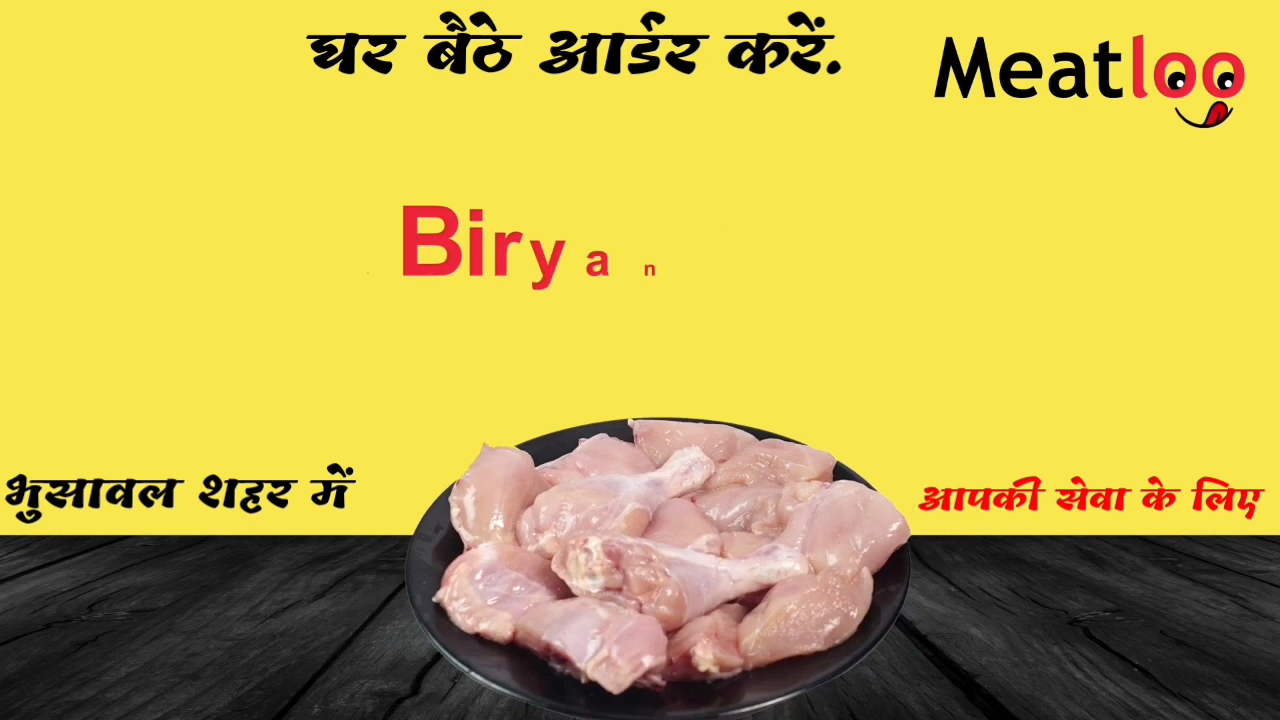 घर बैठे आर्डर करें.
Meatloo
Biryan
भुसावल शहर में
आपकी सेवा के लिए